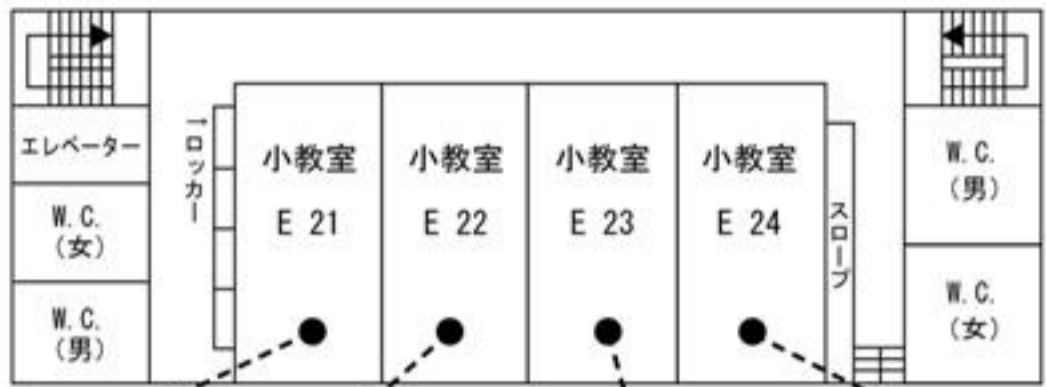 エレベーター
W.C.
(女)
W.C.
(男)
→ロッカー
小教室
E 21
小教室
E 22
小教室
E 23
小教室
E 24
スロープ
W.C.
(男)
W.C.
(女)